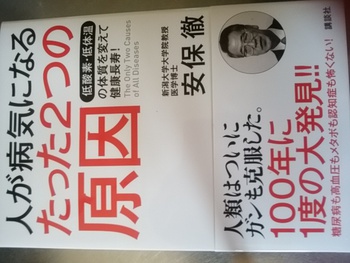 人が病気になる
たった2つの
原因
低酸素・低体温
の体質を変えて
健康長寿!
The Only Two Causes
of All Diseases
新潟大学大学院教授
医学博士
安保 徹
講談社
人類はついに
ガンも克服した。
100年に
1度の大発見!!
糖尿病も高血圧もメタボも認知症も怖くない!